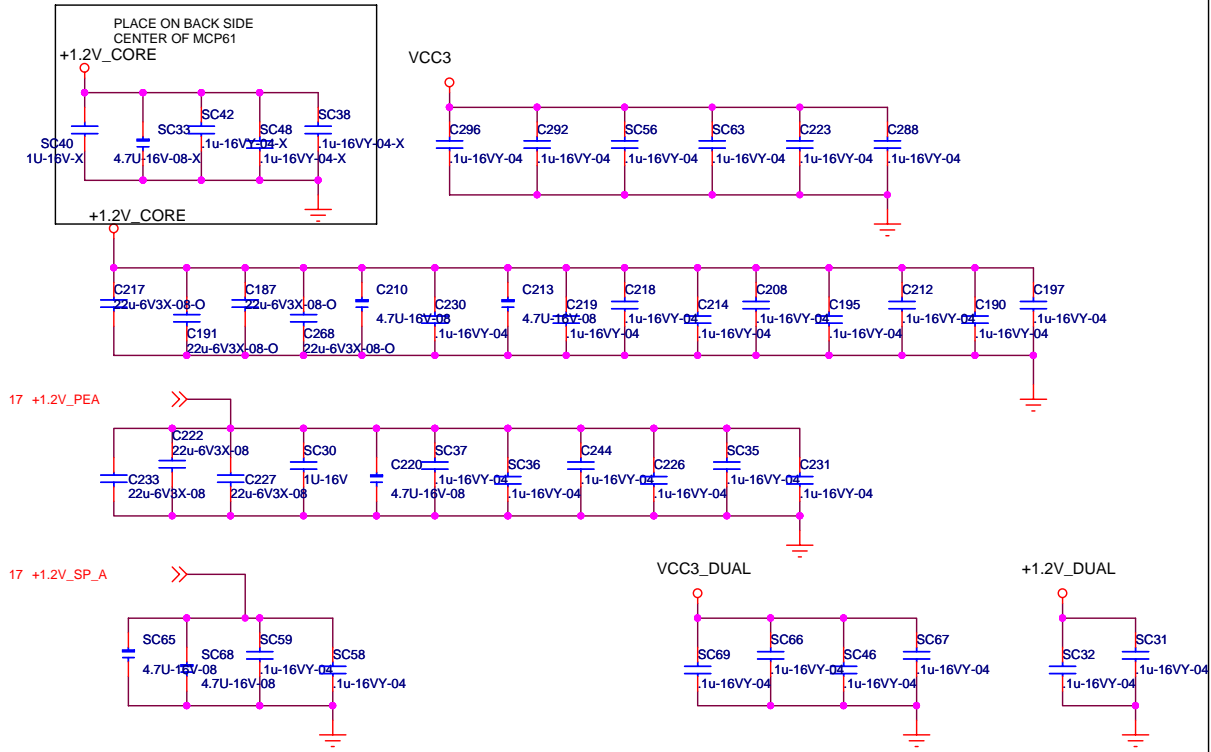 PLACE ON BACK SIDE
CENTER OF MCP61
+1.2V_CORE
SC40
1U-16V-X
SC33
4.7U-16V-08-X
SC42
.1u-16VY-04-X
SC48
.1u-16VY-04-X
SC38
.1u-16VY-04-X
VCC3
C296
.1u-16VY-04
C292
.1u-16VY-04
SC56
.1u-16VY-04
SC63
.1u-16VY-04
C223
.1u-16VY-04
C288
.1u-16VY-04
+1.2V_CORE
C217
22u-6V3X-08-O
C191
22u-6V3X-08-O
C187
22u-6V3X-08-O
C268
22u-6V3X-08-O
C210
4.7U-16V-08
C230
.1u-16VY-04
C213
4.7U-16V-08
C219
.1u-16VY-04
C218
.1u-16VY-04
C214
.1u-16VY-04
C208
.1u-16VY-04
C195
.1u-16VY-04
C212
.1u-16VY-04
C190
.1u-16VY-04
C197
.1u-16VY-04
17 +1.2V_PEA
C233
22u-6V3X-08
C222
22u-6V3X-08
C227
22u-6V3X-08
SC30
1U-16V
C220
4.7U-16V-08
SC37
.1u-16VY-04
SC36
.1u-16VY-04
C244
.1u-16VY-04
C226
.1u-16VY-04
SC35
.1u-16VY-04
C231
.1u-16VY-04
17 +1.2V_SP_A
SC65
4.7U-16V-08
SC68
4.7U-16V-08
SC59
.1u-16VY-04
SC58
.1u-16VY-04
VCC3_DUAL
SC69
.1u-16VY-04
SC66
.1u-16VY-04
SC46
.1u-16VY-04
SC67
.1u-16VY-04
+1.2V_DUAL
SC32
.1u-16VY-04
SC31
.1u-16VY-04